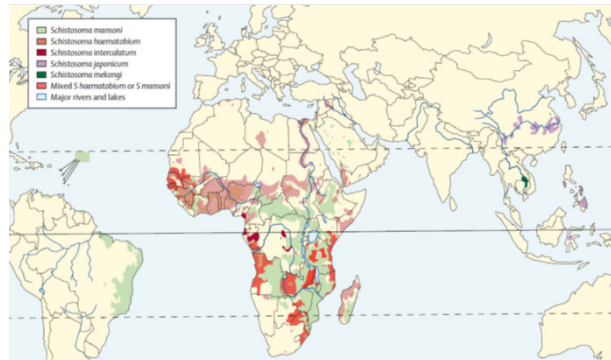 Schistosoma mansoni
Schistosoma haematobium
Schistosoma intercalatum
Schistosoma japonicum
Schistosoma mekongi
Mixed S haematobium or S mansoni
Major rivers and lakes